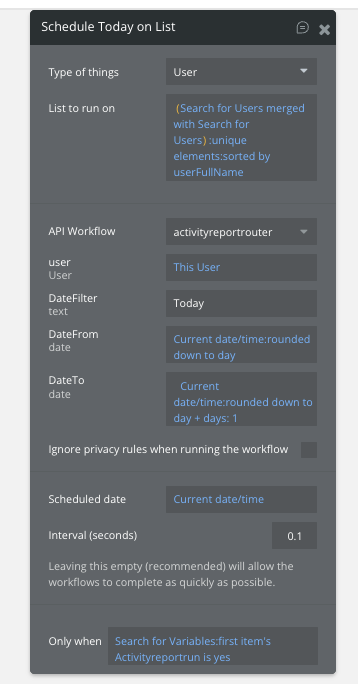 Schedule Today on List
Type of things
User
List to run on
(Search for Users merged
with Search for
Users):unique
elements:sorted by
userFullName
API Workflow
activityreportrouter
user
User
This User
DateFilter
text
Today
DateFrom
date
Current date/time:rounded
down to day
DateTo
date
Current
date/time:rounded down to
day + days: 1
Ignore privacy rules when running the workflow
Scheduled date
Current date/time
Interval (seconds)
0.1
Leaving this empty (recommended) will allow the
workflows to complete as quickly as possible.
Only when
Search for Variables:first item's
Activityreportrun is yes